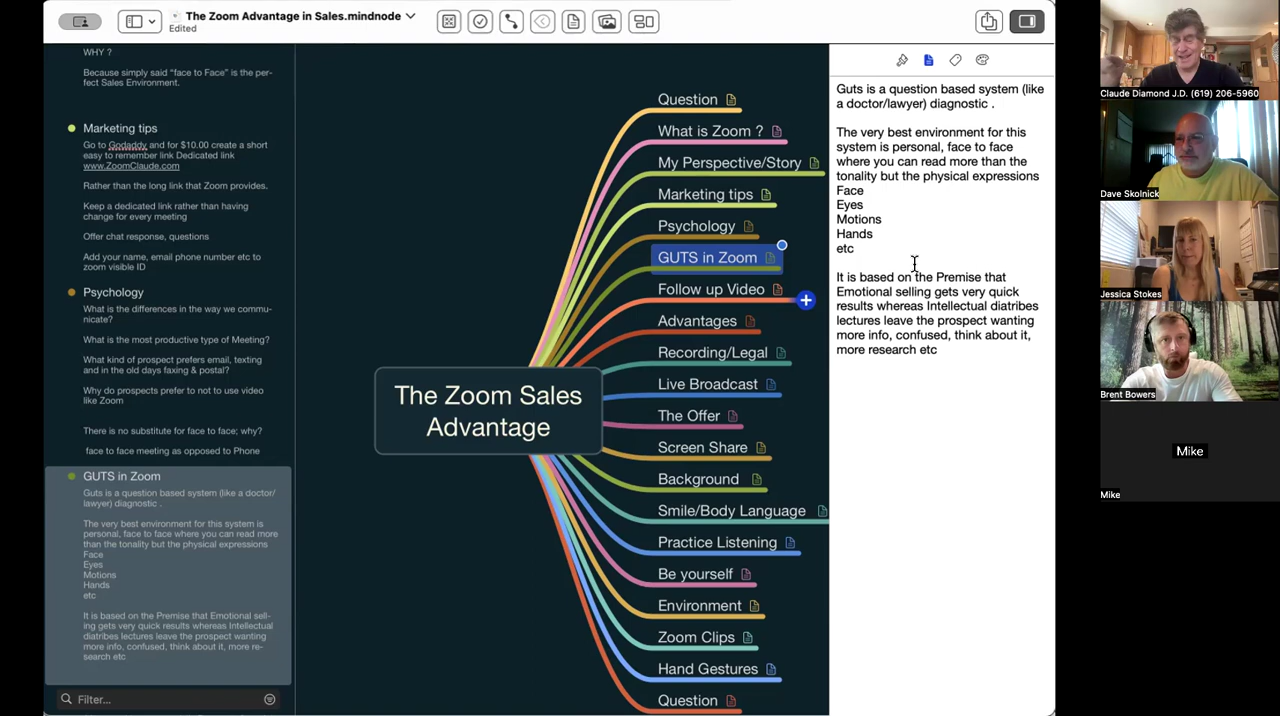 The Zoom Advantage in Sales.mindnode
Edited
WHY ?
Because simply said “face to Face” is the per-
fect Sales Environment.
Marketing tips
Go to Godaddy and for $10.00 create a short
easy to remember link Dedicated link
www.ZoomClaude.com
Rather than the long link that Zoom provides.
Keep a dedicated link rather than having
change for every meeting
Offer chat response, questions
Add your name, email phone number etc to
zoom visible ID
Psychology
What is the differences in the way we commu-
nicate?
What is the most productive type of Meeting?
What kind of prospect prefers email, texting
and in the old days faxing & postal?
Why do prospects prefer to not to use video
like Zoom
There is no substitute for face to face; why?
face to face meeting as opposed to Phone
GUTS in Zoom
Guts is a question based system (like a doctor/
lawyer) diagnostic .
The very best environment for this system is
personal, face to face where you can read more
than the tonality but the physical expressions
Face
Eyes
Motions
Hands
etc
It is based on the Premise that Emotional sell-
ing gets very quick results whereas Intellectual
diatribes lectures leave the prospect wanting
more info, confused, think about it, more re-
search etc
Filter...
The Zoom Sales
Advantage
Question
What is Zoom ?
My Perspective/Story
Marketing tips
Psychology
GUTS in Zoom
Follow up Video
Advantages
Recording/Legal
Live Broadcast
The Offer
Screen Share
Background
Smile/Body Language
Practice Listening
Be yourself
Environment
Zoom Clips
Hand Gestures
Question
Guts is a question based system (like
a doctor/lawyer) diagnostic .
The very best environment for this
system is personal, face to face
where you can read more than the
tonality but the physical expressions
Face
Eyes
Motions
Hands
etc
It is based on the Premise that
Emotional selling gets very quick
results whereas Intellectual diatribes
lectures leave the prospect wanting
more info, confused, think about it,
more research etc
Claude Diamond J.D. (619) 206-5960
Dave Skolnick
Jessica Stokes
Brent Bowers
Mike
Mike